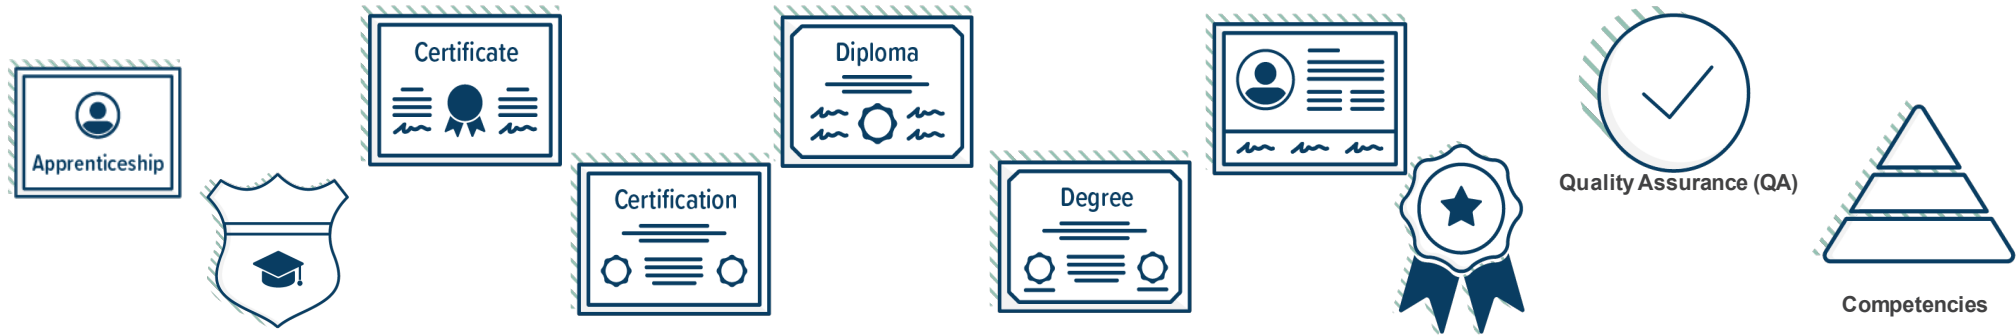 Apprenticeship
Certificate
Certification
Diploma
Degree
Quality Assurance (QA)
Competencies